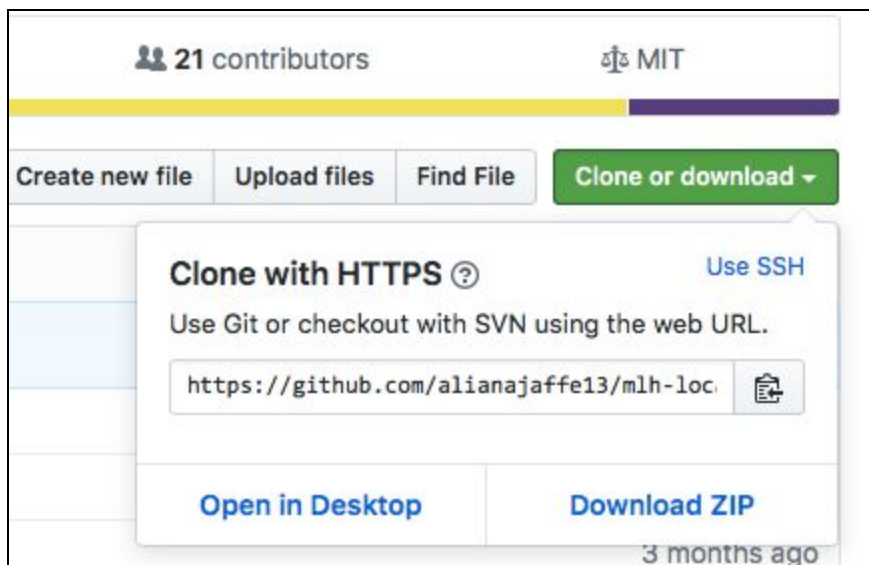 21 contributors
MIT
Create new file
Upload files
Find File
Clone or download
Clone with HTTPS
Use SSH
Use Git or checkout with SVN using the web URL.
https://github.com/alianajaffe13/mlh-loc
Open in Desktop
Download ZIP
3 months ago